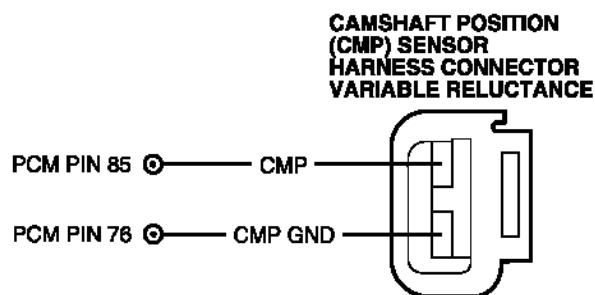 CAMSHAFT POSITION
(CMP) SENSOR
HARNESS CONNECTOR
VARIABLE RELUCTANCE
PCM PIN 85 CMP
PCM PIN 76 CMP GND